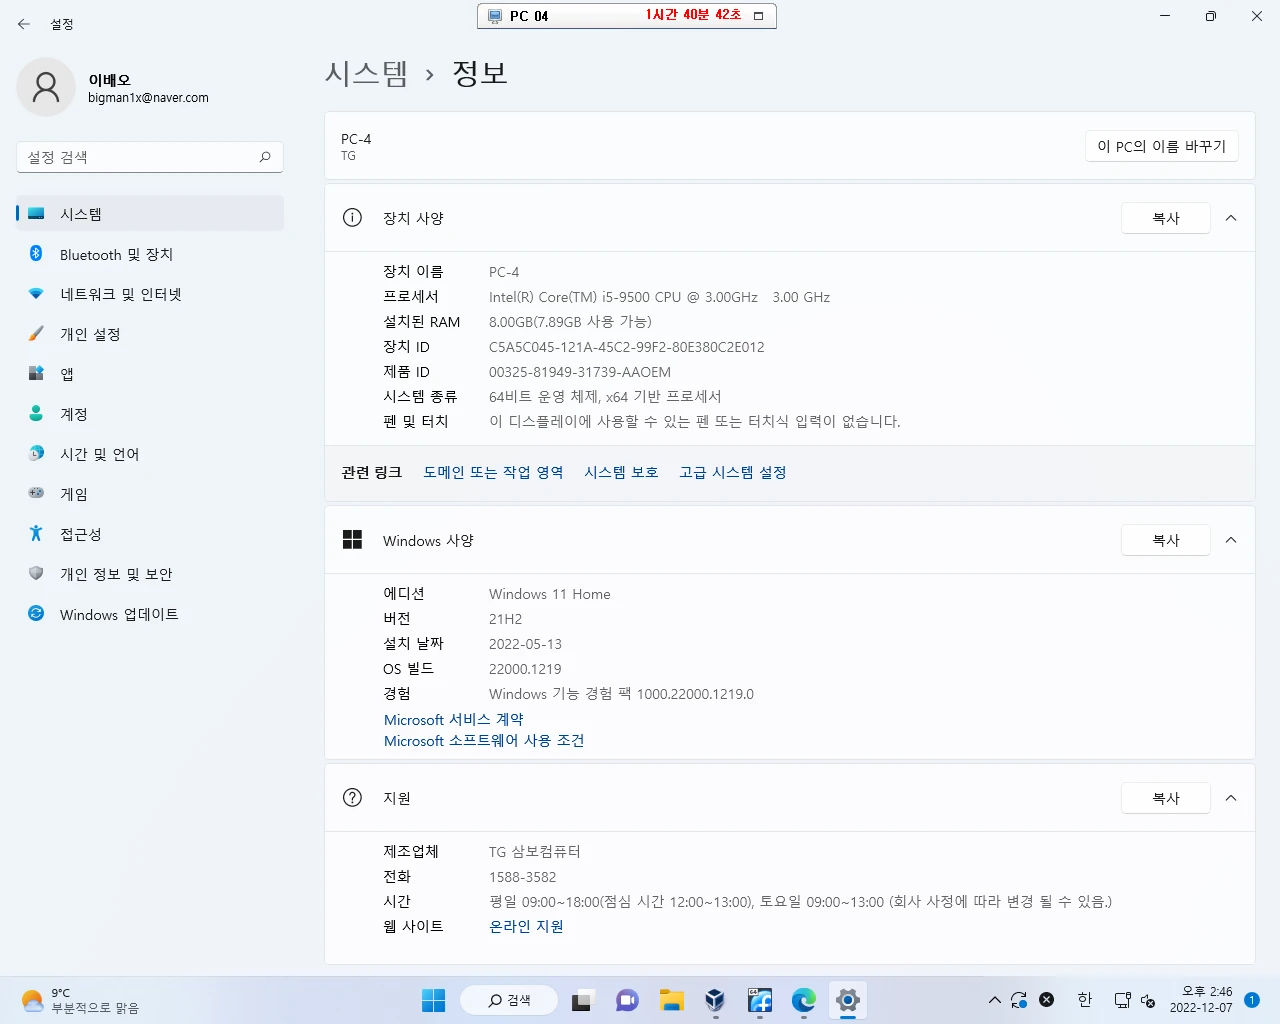 설정
PC 04
1시간 40분 42초
이배오
bigman1x@naver.com
설정 검색
시스템
Bluetooth 및 장치
네트워크 및 인터넷
개인 설정
앱
계정
시간 및 언어
게임
접근성
개인 정보 및 보안
Windows 업데이트
시스템 › 정보
PC-4
TG
이 PC의 이름 바꾸기
장치 사양
복사
장치 이름 PC-4
프로세서 Intel(R) Core(TM) i5-9500 CPU @ 3.00GHz 3.00 GHz
설치된 RAM 8.00GB(7.89GB 사용 가능)
장치 ID C5A5C045-121A-45C2-99F2-80E380C2E012
제품 ID 00325-81949-31739-AAOEM
시스템 종류 64비트 운영 체제, x64 기반 프로세서
펜 및 터치 이 디스플레이에 사용할 수 있는 펜 또는 터치식 입력이 없습니다.
관련 링크 도메인 또는 작업 영역 시스템 보호 고급 시스템 설정
Windows 사양
복사
에디션 Windows 11 Home
버전 21H2
설치 날짜 2022-05-13
OS 빌드 22000.1219
경험 Windows 기능 경험 팩 1000.22000.1219.0
Microsoft 서비스 계약
Microsoft 소프트웨어 사용 조건
지원
복사
제조업체 TG 삼보컴퓨터
전화 1588-3582
시간 평일 09:00~18:00(점심 시간 12:00~13:00), 토요일 09:00~13:00 (회사 사정에 따라 변경 될 수 있음.)
웹 사이트 온라인 지원
9°C
부분적으로 맑음
검색
64
한
오후 2:46
2022-12-07
1